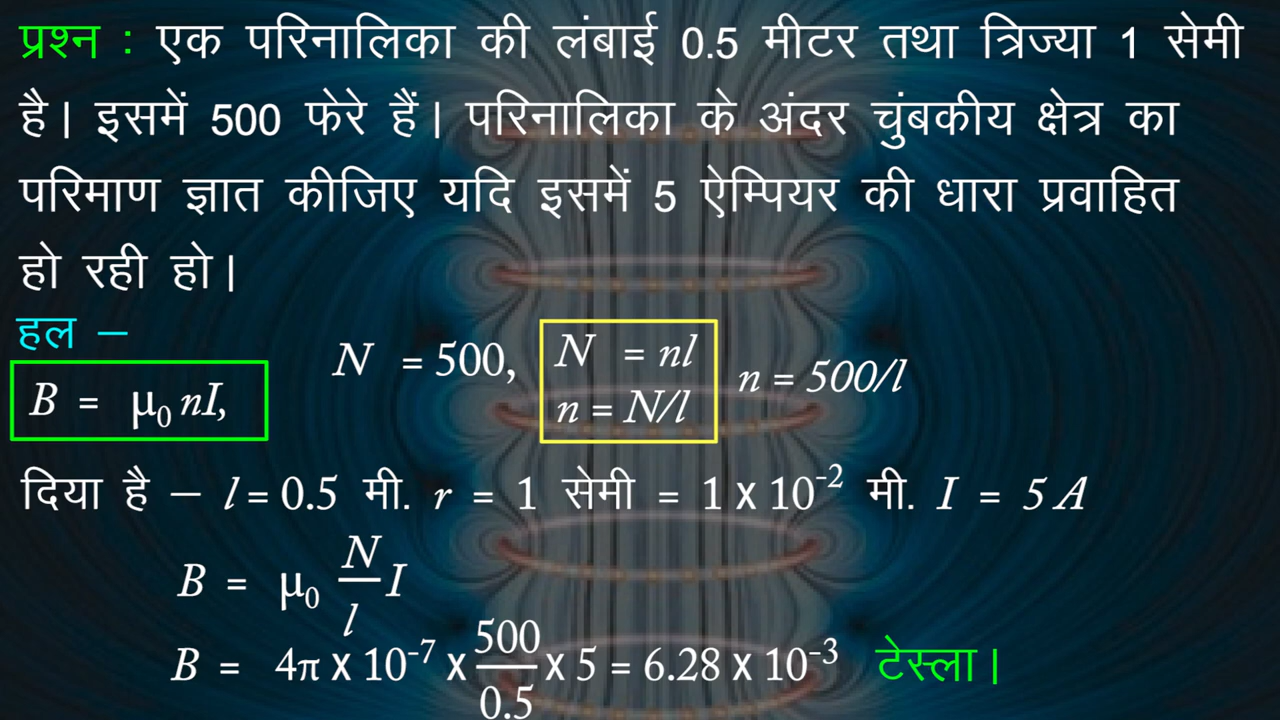 प्रश्न : एक परिनालिका की लंबाई 0.5 मीटर तथा त्रिज्या 1 सेमी
है। इसमें 500 फेरे हैं। परिनालिका के अंदर चुंबकीय क्षेत्र का
परिमाण ज्ञात कीजिए यदि इसमें 5 ऐम्पियर की धारा प्रवाहित
हो रही हो।
हल –
B = μ₀ nI,
N = 500,
N = nl
n = N/l
n = 500/l
दिया है – l = 0.5 मी. r = 1 सेमी = 1 x 10⁻² मी. I = 5 A
B = μ₀ N/l I
B = 4π x 10⁻⁷ x 500/0.5 x 5 = 6.28 x 10⁻³ टेस्ला।